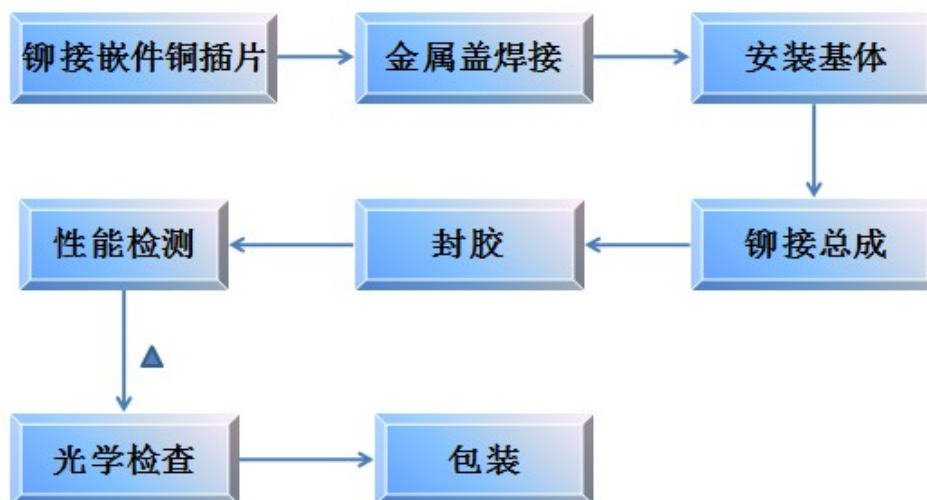 铆接嵌件铜插片
金属盖焊接
安装基体
铆接总成
封胶
性能检测
光学检查
包装